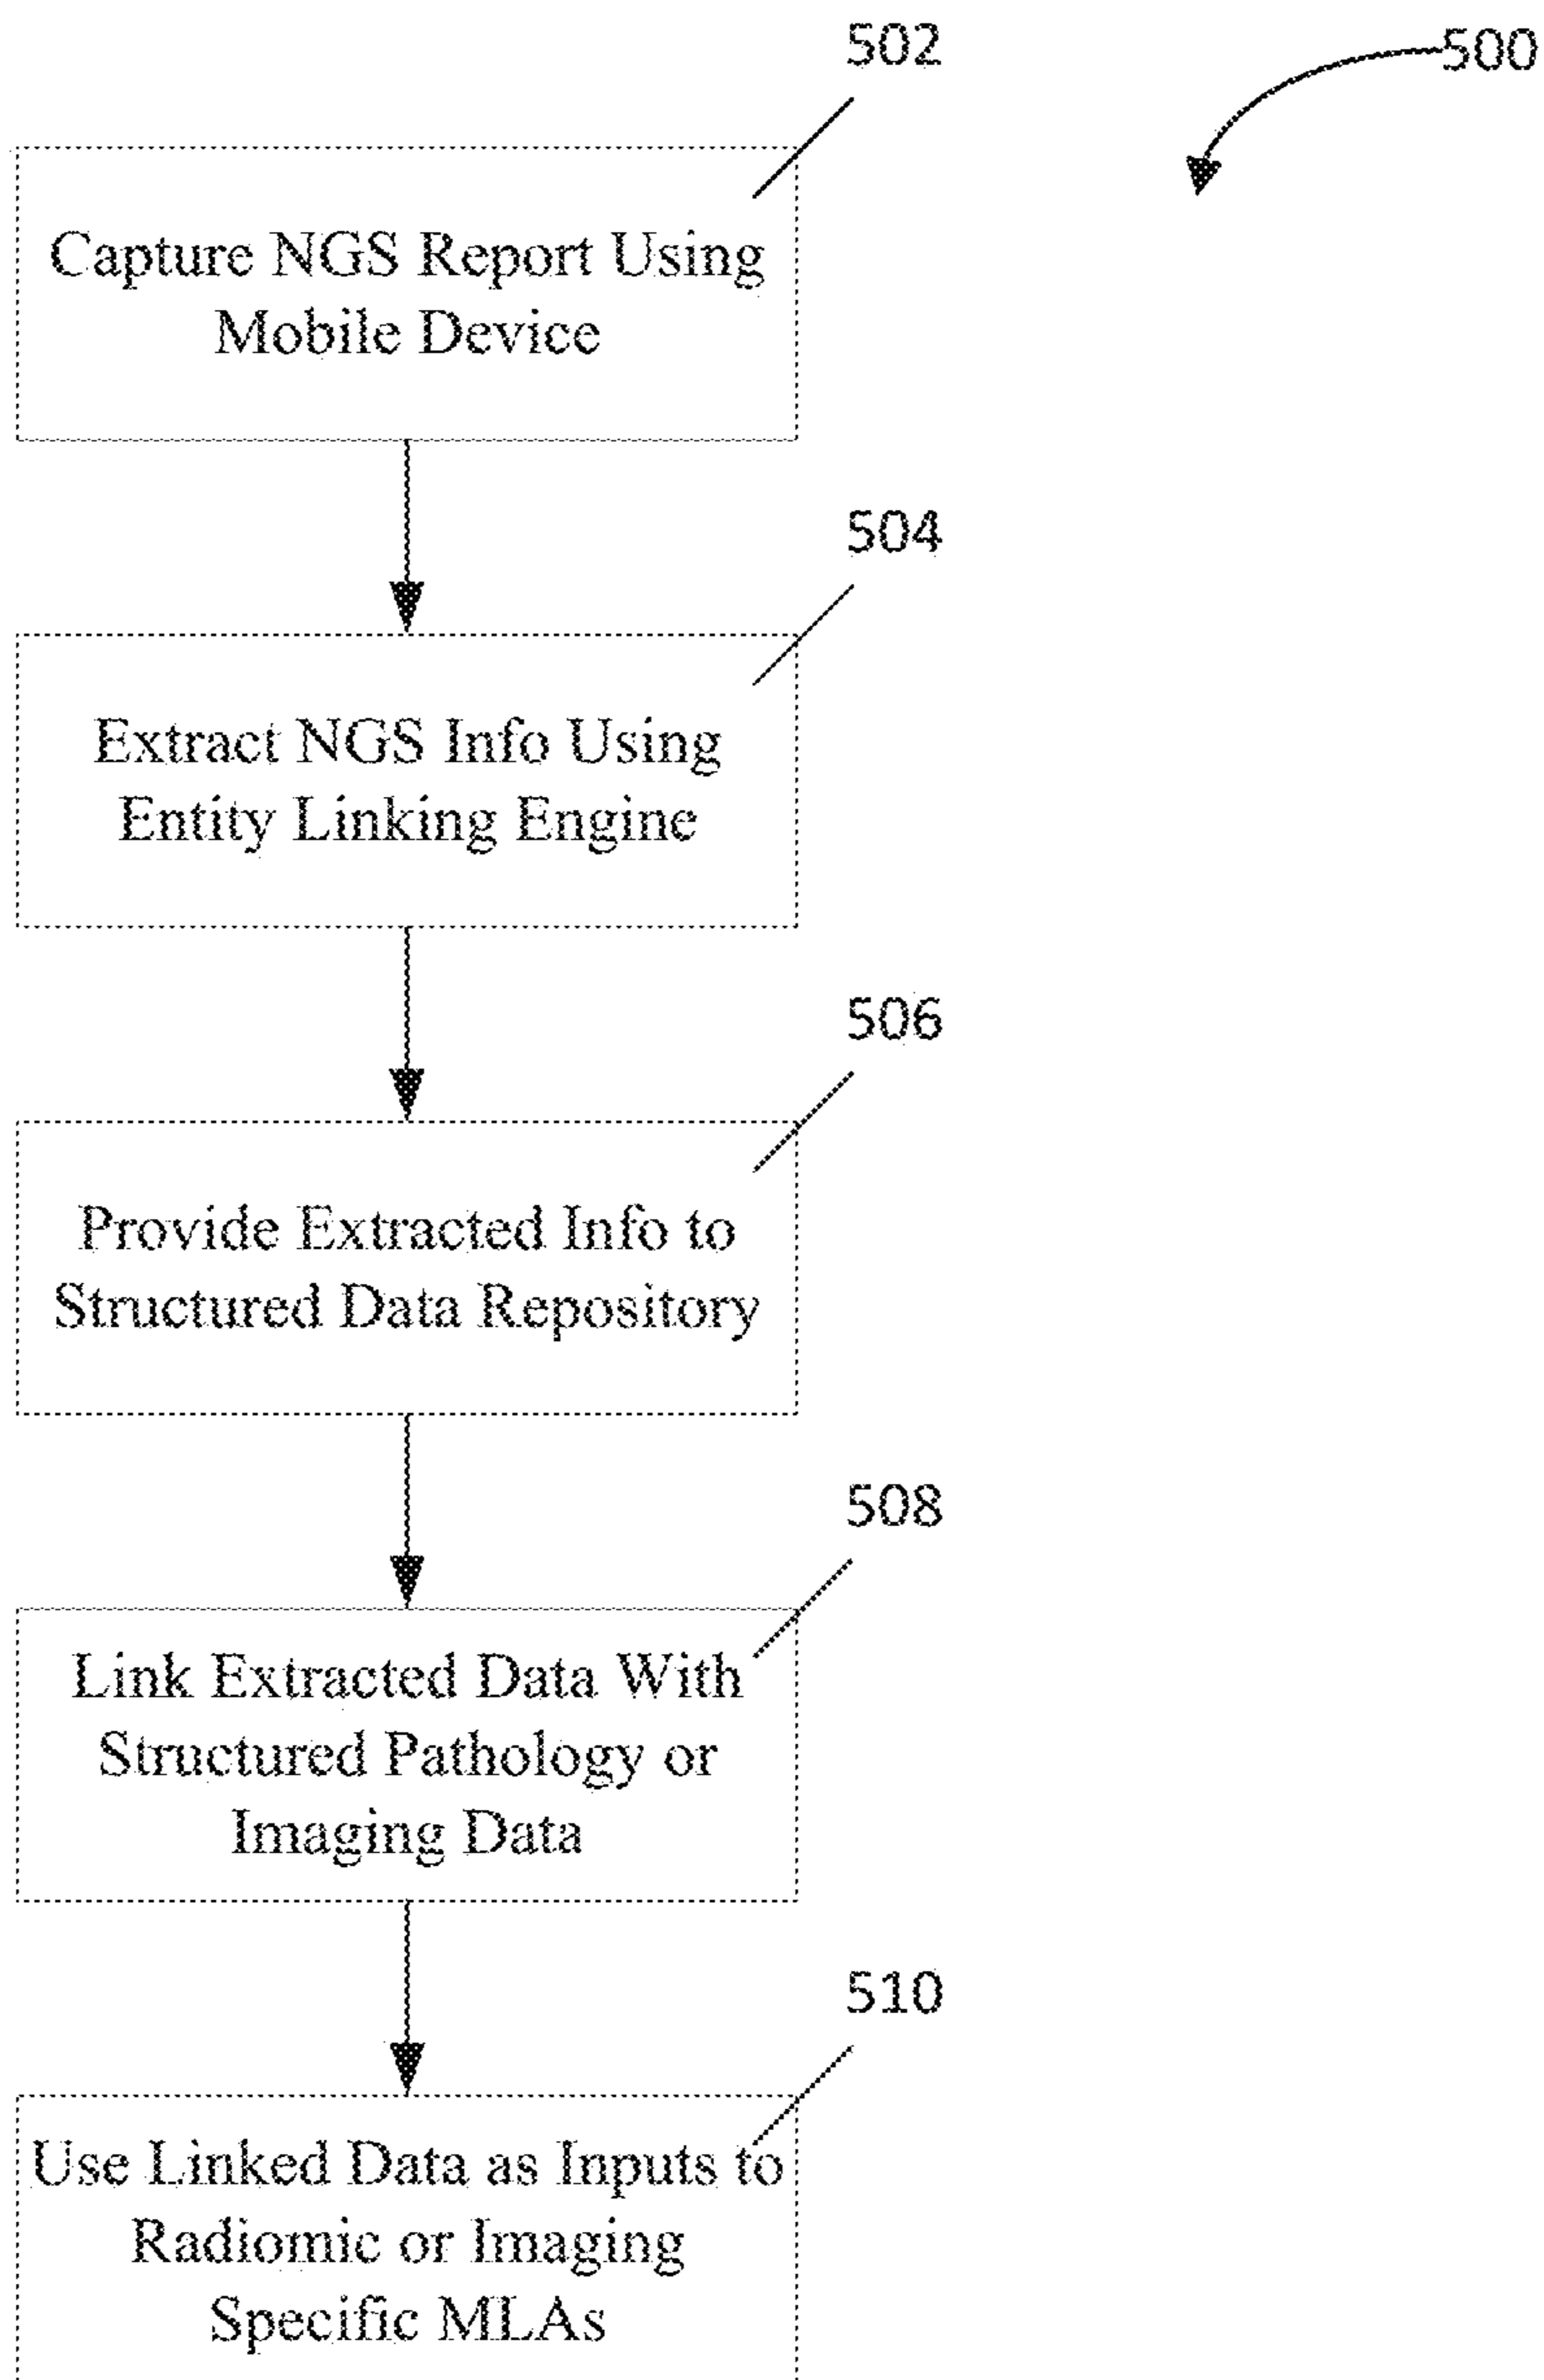 502
500
Capture NGS Report Using
Mobile Device
504
Extract NGS Info Using
Entity Linking Engine
506
Provide Extracted Info to
Structured Data Repository
508
Link Extracted Data With
Structured Pathology or
Imaging Data
510
Use Linked Data as Inputs to
Radiomic or Imaging
Specific MLAs